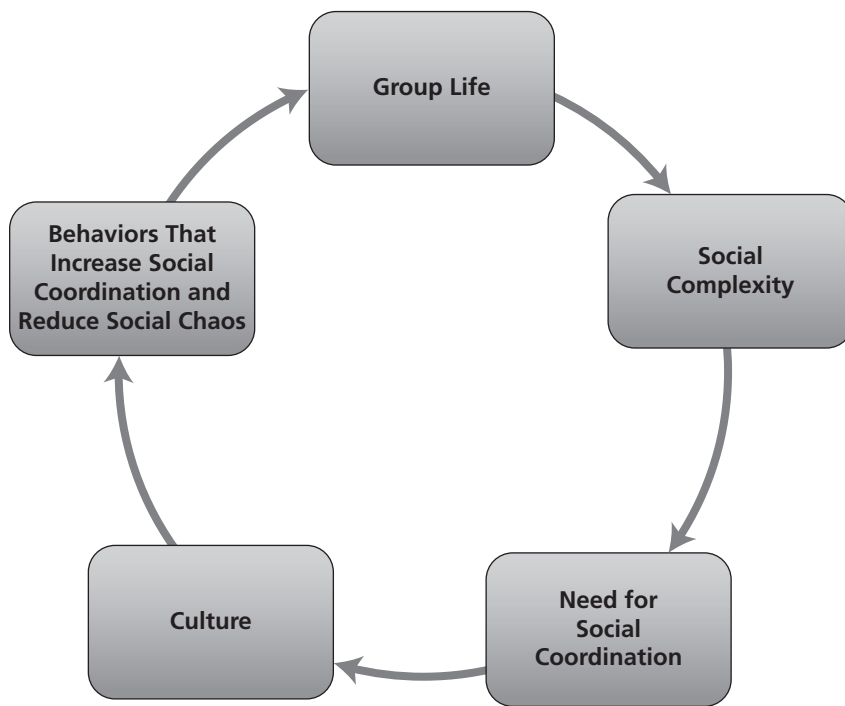 Group Life
Social
Complexity
Need for
Social
Coordination
Culture
Behaviors That
Increase Social
Coordination and
Reduce Social Chaos